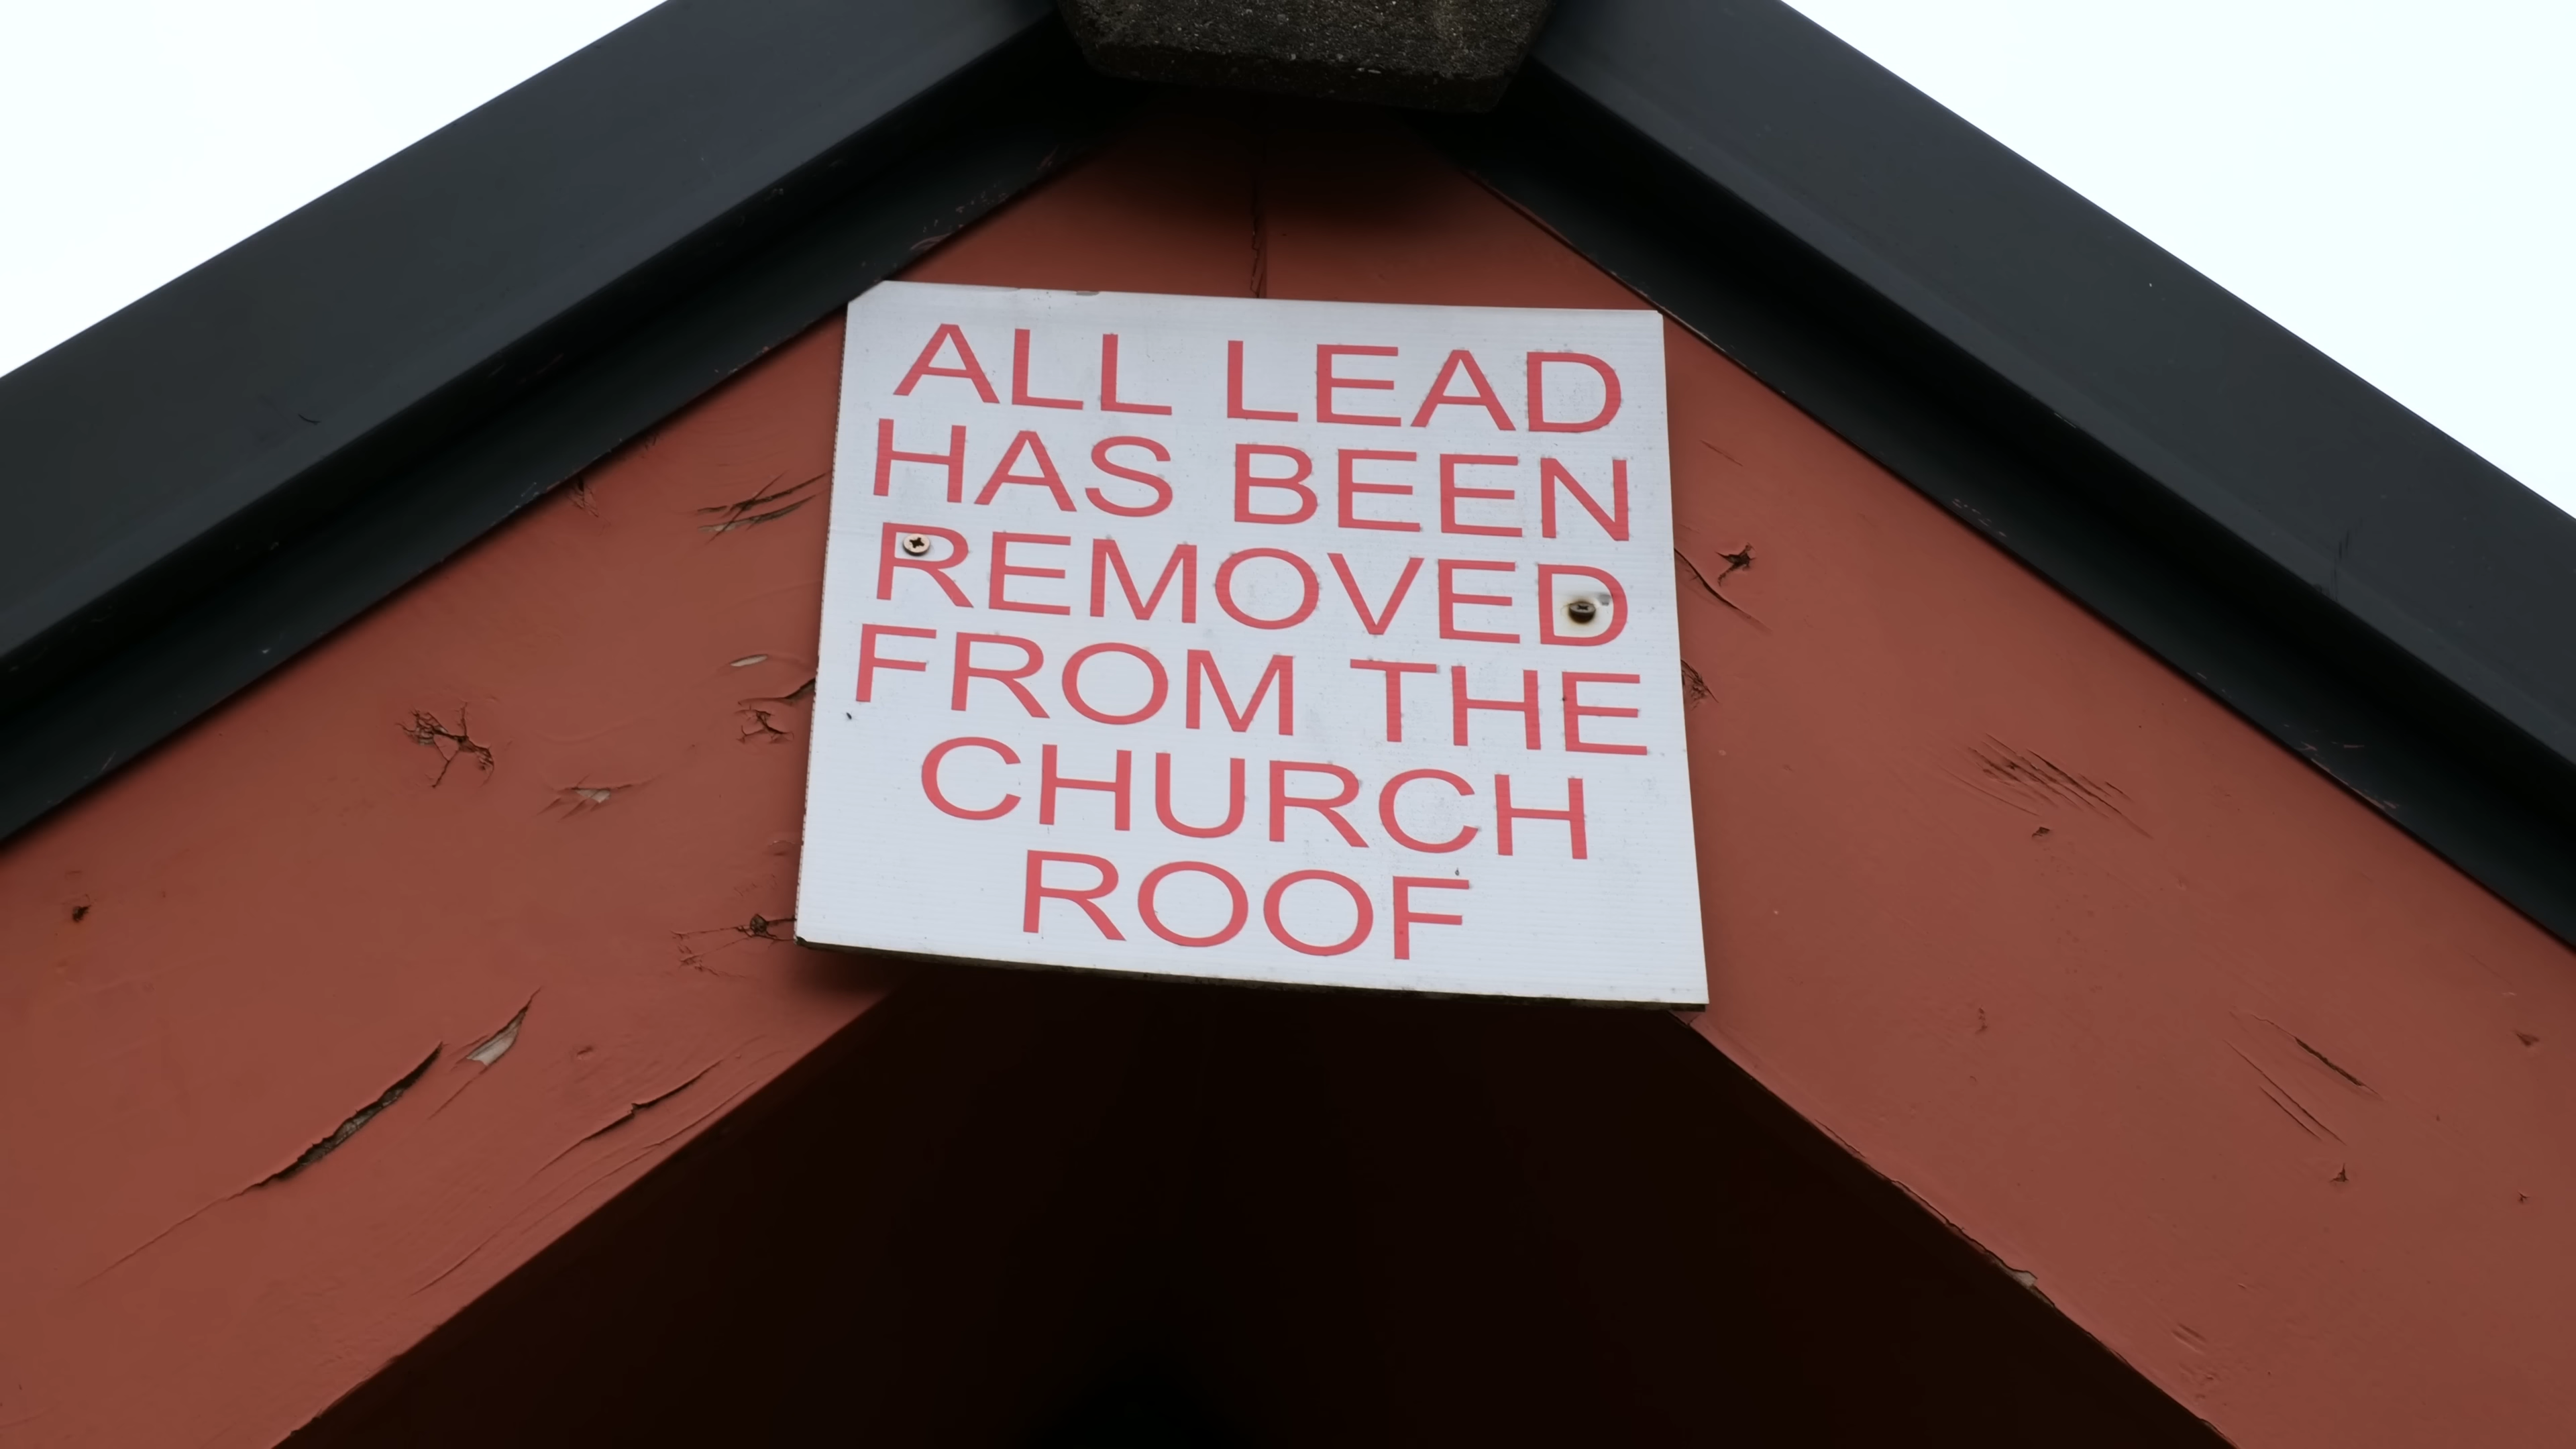 ALL LEAD
HAS BEEN
REMOVED
FROM THE
CHURCH
ROOF